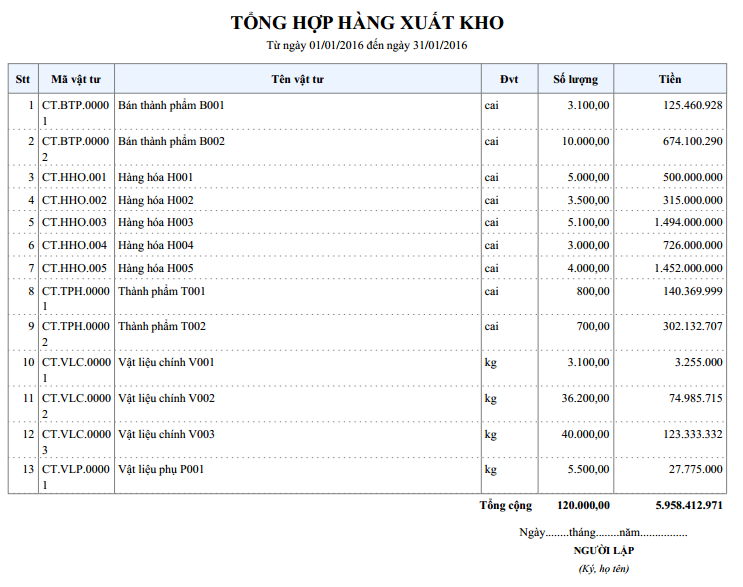 TỔNG HỢP HÀNG XUẤT KHO
Từ ngày 01/01/2016 đến ngày 31/01/2016
Stt Mã vật tư Tên vật tư Đvt Số lượng Tiền
1 CT.BTP.0000 Bán thành phẩm B001 cai 3.100,00 125.460.928
1
2 CT.BTP.0000 Bán thành phẩm B002 cai 10.000,00 674.100.290
2
3 CT.HHO.001 Hàng hóa H001 cai 5.000,00 500.000.000
4 CT.HHO.002 Hàng hóa H002 cai 3.500,00 315.000.000
5 CT.HHO.003 Hàng hóa H003 cai 5.100,00 1.494.000.000
6 CT.HHO.004 Hàng hóa H004 cai 3.000,00 726.000.000
7 CT.HHO.005 Hàng hóa H005 cai 4.000,00 1.452.000.000
8 CT.TPH.0000 Thành phẩm T001 cai 800,00 140.369.999
1
9 CT.TPH.0000 Thành phẩm T002 cai 700,00 302.132.707
2
10 CT.VLC.0000 Vật liệu chính V001 kg 3.100,00 3.255.000
1
11 CT.VLC.0000 Vật liệu chính V002 kg 36.200,00 74.985.715
2
12 CT.VLC.0000 Vật liệu chính V003 kg 40.000,00 123.333.332
3
13 CT.VLP.0000 Vật liệu phụ P001 kg 5.500,00 27.775.000
1
Tổng cộng 120.000,00 5.958.412.971
Ngày........tháng........năm................
NGƯỜI LẬP
(Ký, họ tên)